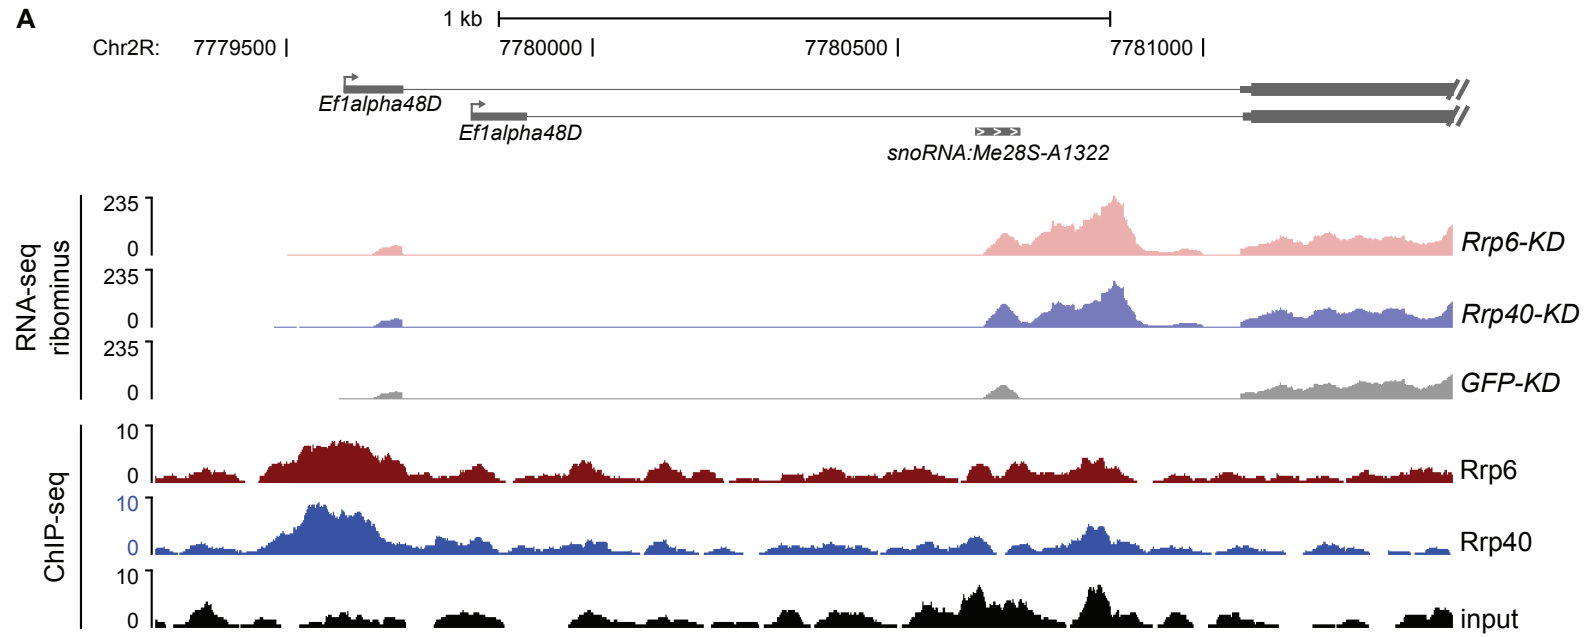 A
1 kb
Chr2R: 7779500 7780000 7780500 7781000
Ef1alpha48D
Ef1alpha48D
snoRNA:Me28S-A1322
RNA-seq
ribominus
235
0
Rrp6-KD
235
0
Rrp40-KD
235
0
GFP-KD
ChIP-seq
10
0
Rrp6
10
0
Rrp40
10
0
input